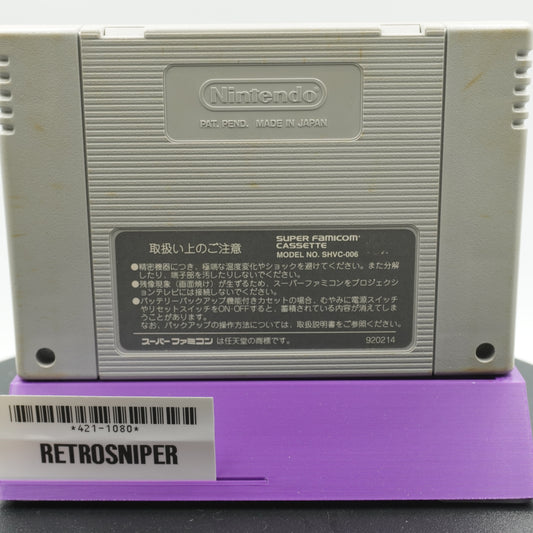 Nintendo
PAT. PEND. MADE IN JAPAN
取扱い上のご注意
SUPER FAMICOM
CASSETTE
MODEL NO. SHVC-006
●精密機器につき、極端な温度変化やショックを避けてください。また分解
したり、端子部を汚したりしないでください。
●残像現象(画面焼け)が生ずるため、スーパーファミコンをプロジェクショ
ンテレビには接続しないでください。
●バッテリーバックアップ機能付きカセットの場合、むやみに電源スイッチ
やリセットスイッチをON-OFFすると、蓄積されている内容が消えてしま
うことがあります。
なお、バックアップの操作方法については、取扱説明書をご参照ください。
スーパーファミコン は任天堂の商標です。
920214
*421-1080*
RETROSNIPER